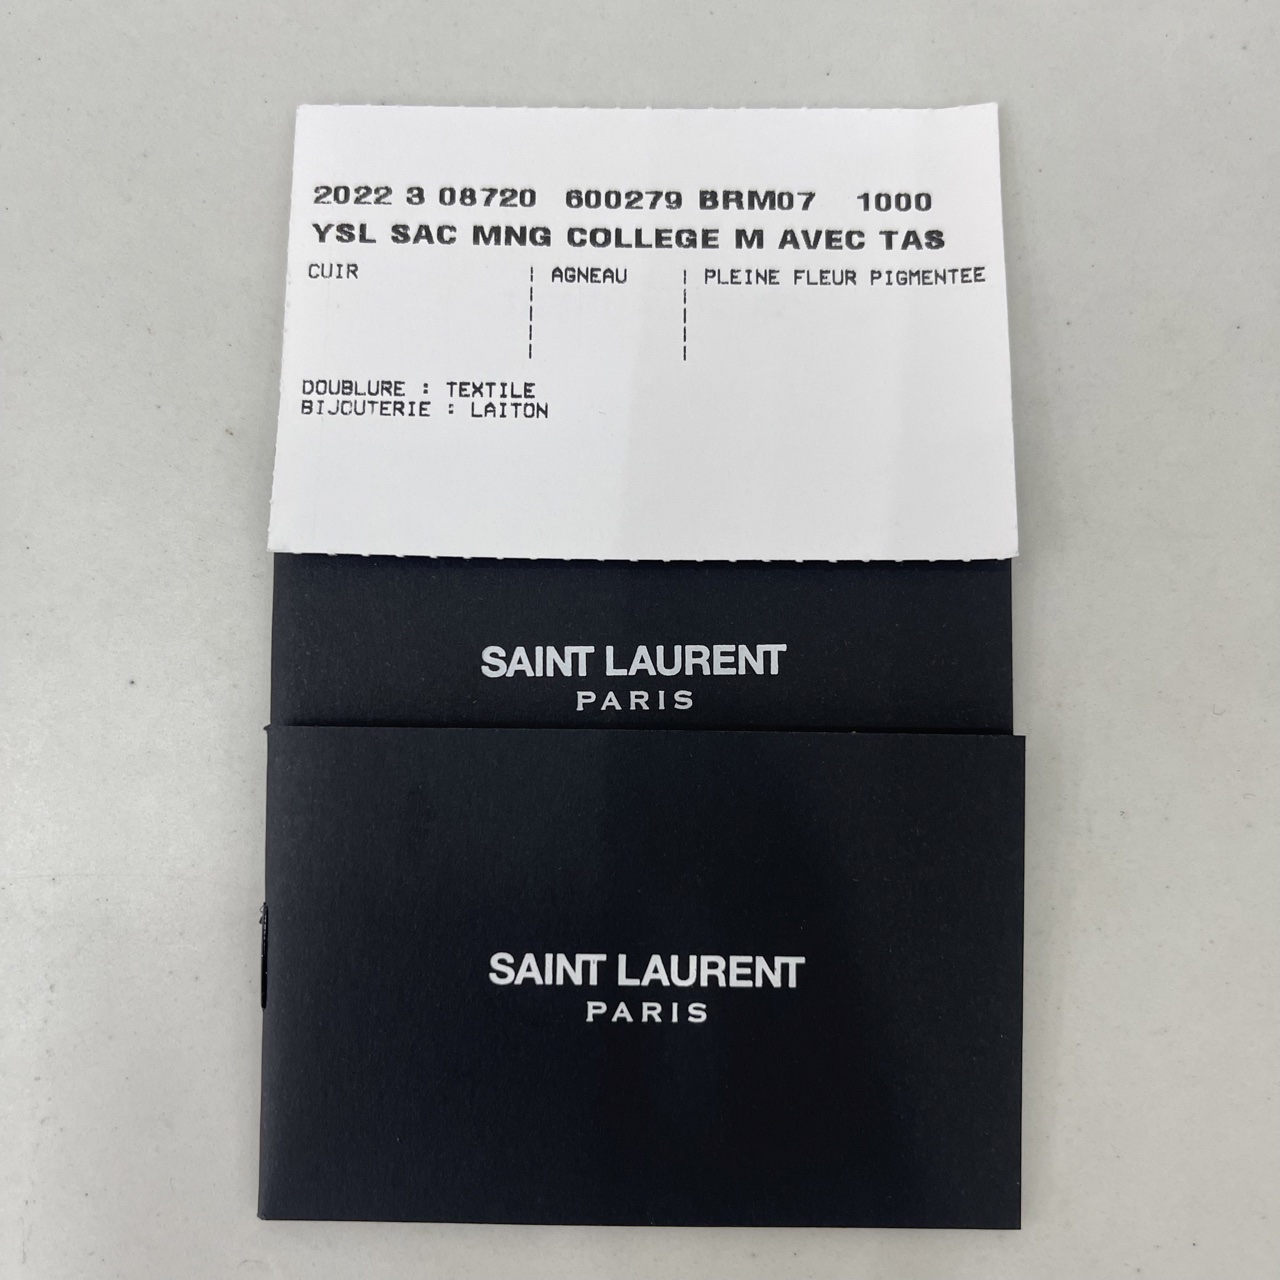 2022 3 08720 600279 BRM07 1000
YSL SAC MNG COLLEGE M AVEC TAS
CUIR | AGNEAU | PLEINE FLEUR PIGMENTEE
DOUBLURE : TEXTILE
BIJOUTERIE : LAITON
SAINT LAURENT
PARIS
SAINT LAURENT
PARIS